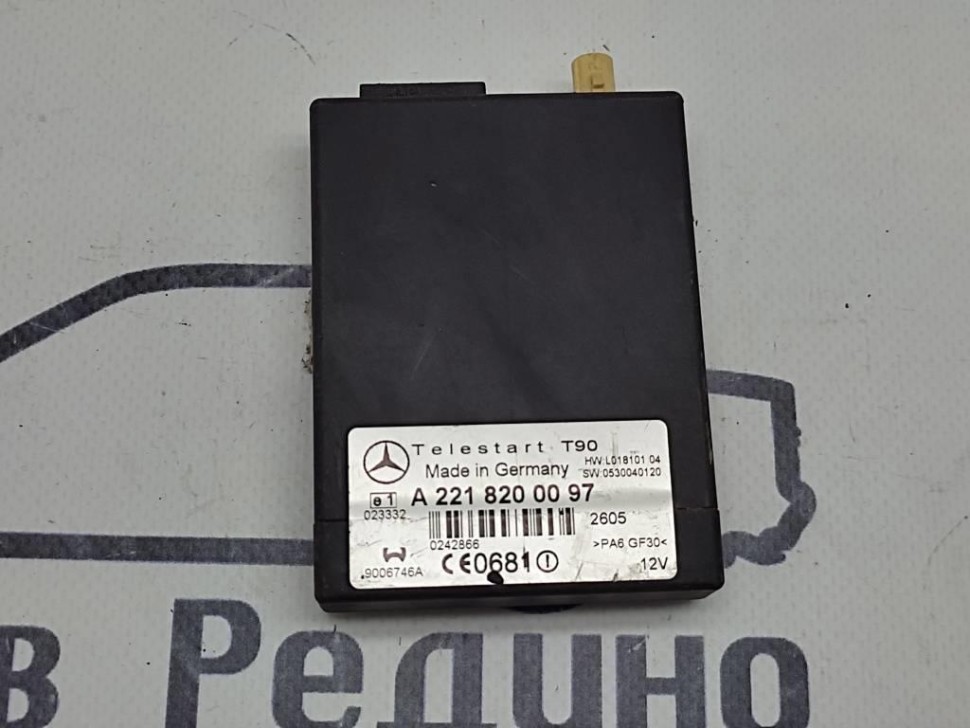 Telestart T90
Made in Germany
HW:L018101.04
SW:0530040120
e1 A 221 820 00 97
023332
2605
0242866
>PA6 GF30<
.9006746A
CE0681
12V
в Редино